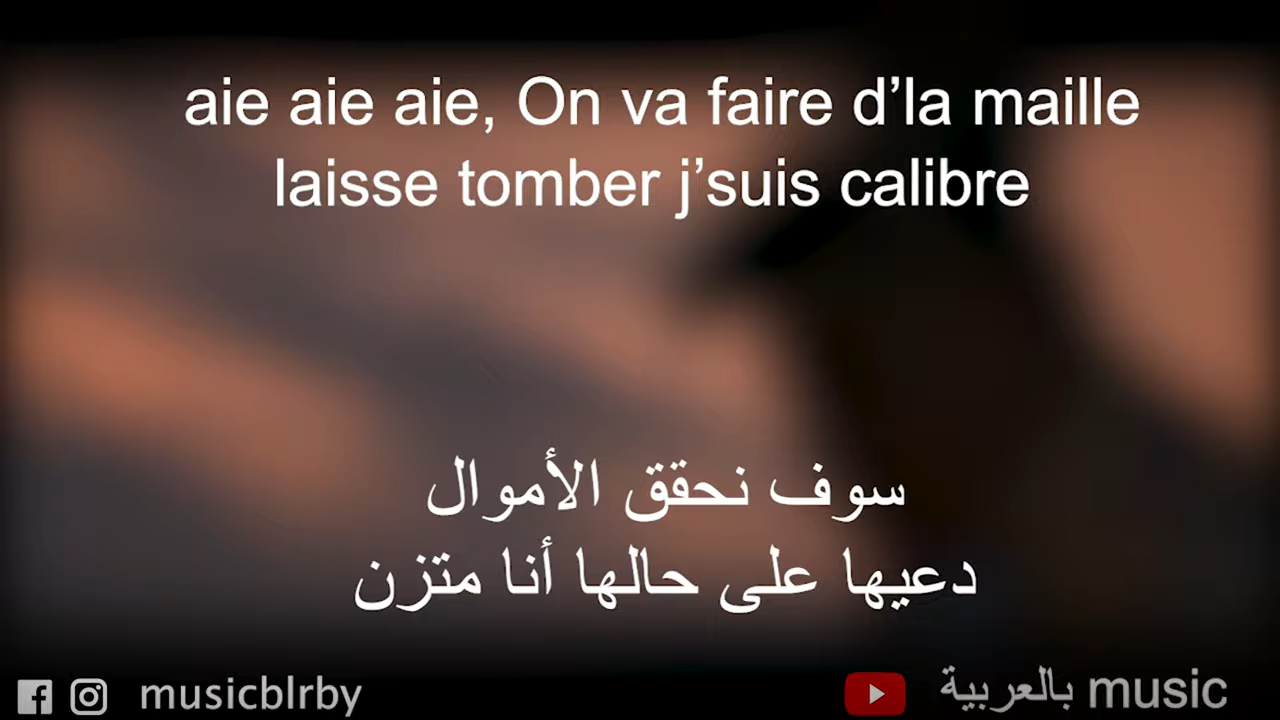 aie aie aie, On va faire d’la maille
laisse tomber j’suis calibre
سوف نحقق الأموال
دعيها على حالها أنا متزن
musicblrby
music بالعربية